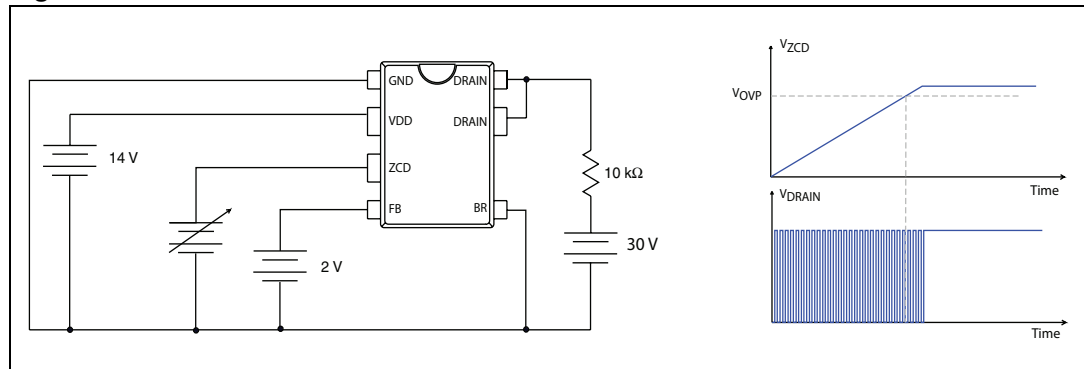 GND DRAIN
VDD DRAIN
ZCD
FB BR
14 V
2 V
10 kΩ
30 V
VZCD
VOVP
Time
VDRAIN
Time